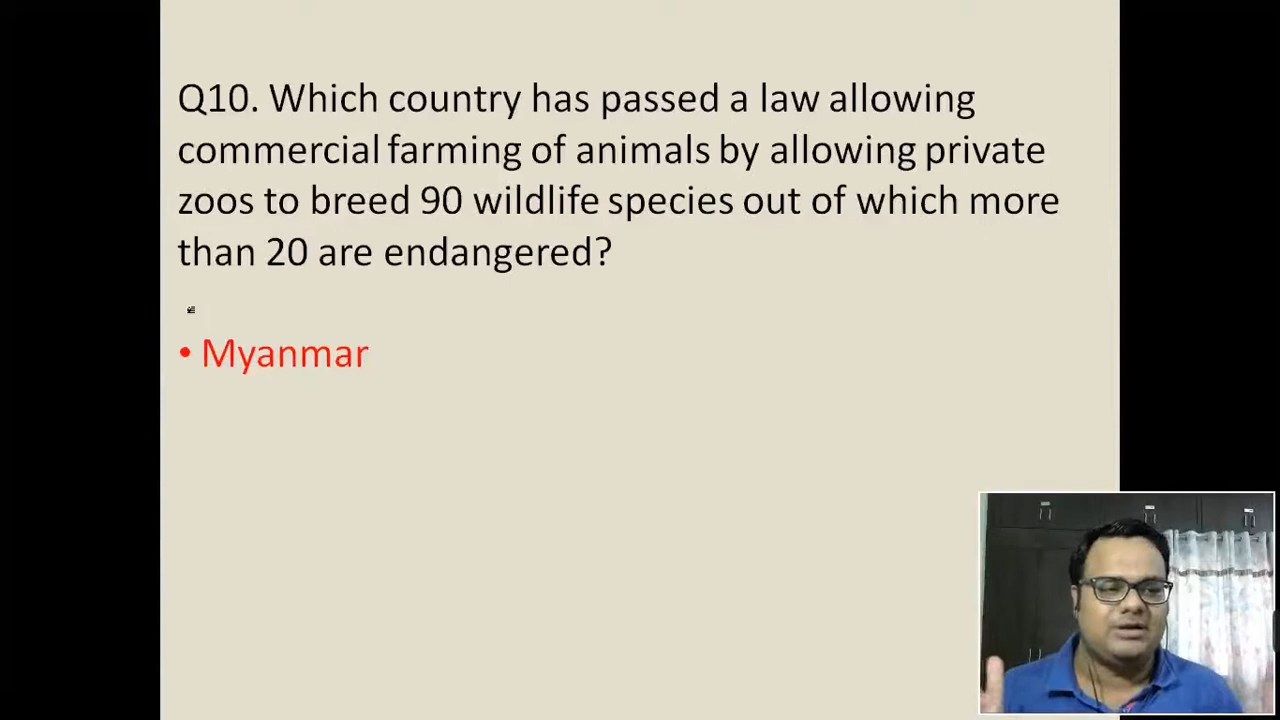 Q10. Which country has passed a law allowing
commercial farming of animals by allowing private
zoos to breed 90 wildlife species out of which more
than 20 are endangered?
• Myanmar